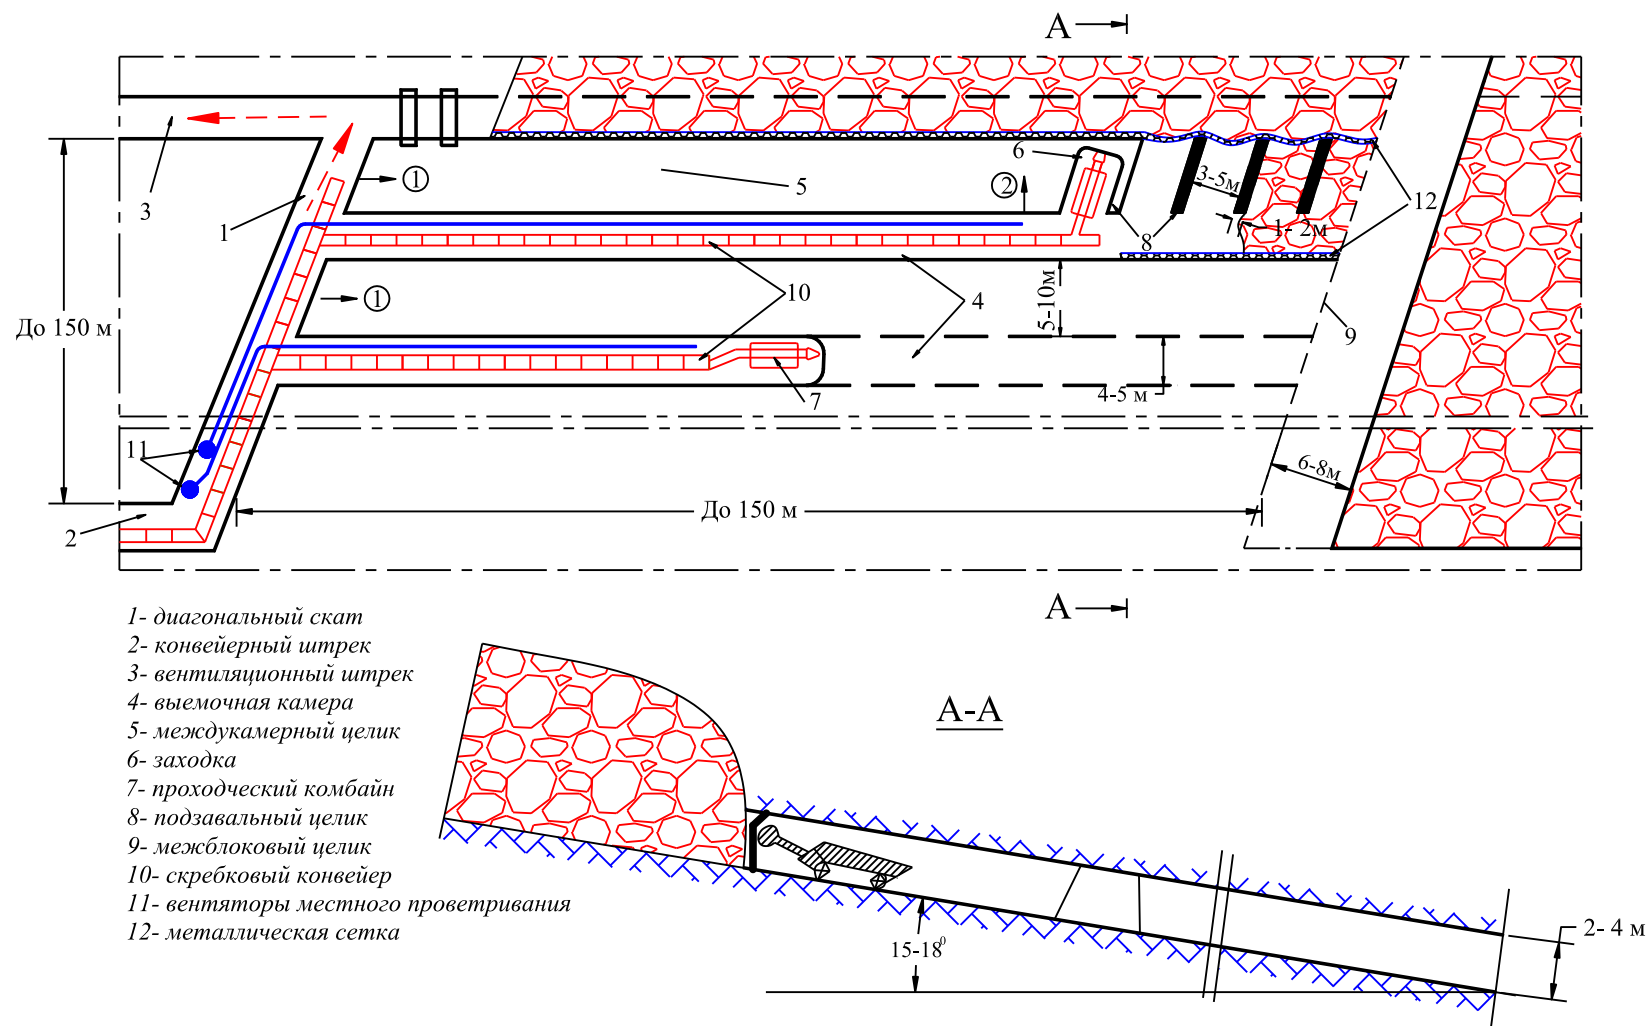 А
1
6
2
3-5м
3
5
12
1
8
1- 2м
1
10
4
5-10м
До 150 м
9
7
4-5 м
11
6-8м
До 150 м
2
А
1- диагональный скат
2- конвейерный штрек
3- вентиляционный штрек
4- выемочная камера
5- междукамерный целик
6- заходка
7- проходческий комбайн
8- подзавальный целик
9- межблоковый целик
10- скребковый конвейер
11- вентяторы местного проветривания
12- металлическая сетка
А-А
15-18⁰
2- 4 м